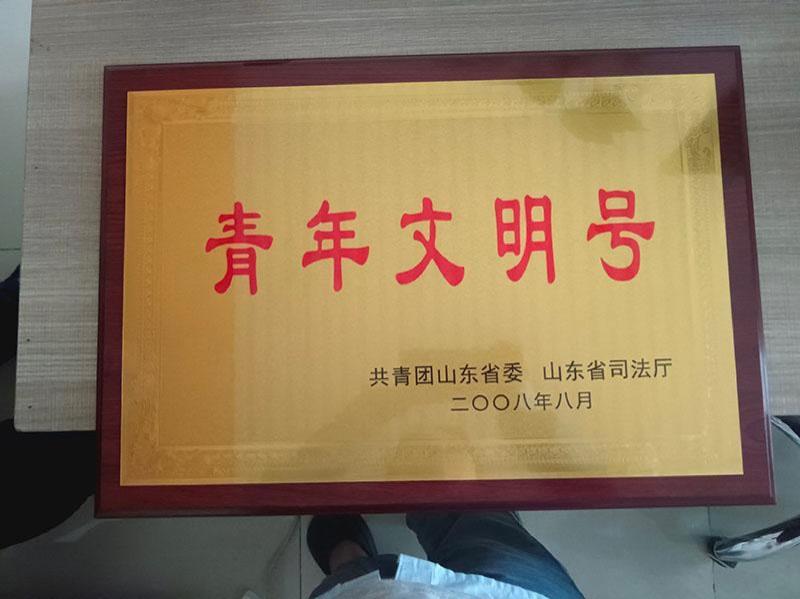 青年文明号
共青团山东省委 山东省司法厅
二〇〇八年八月